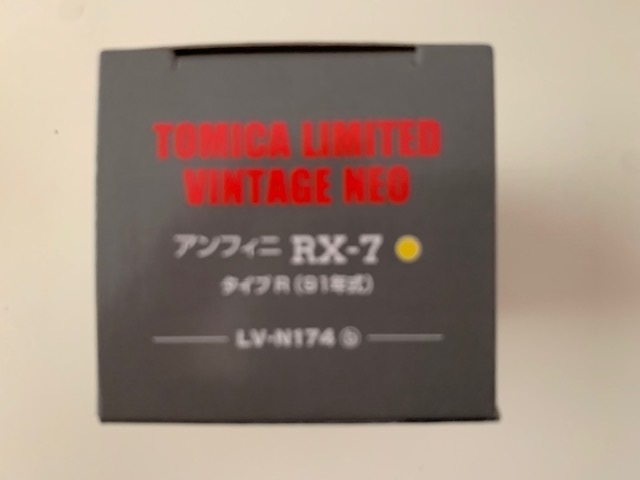 TOMICA LIMITED
VINTAGE NEO
アンフィニ RX-7
タイプR(91年式)
LV-N174 ⓑ